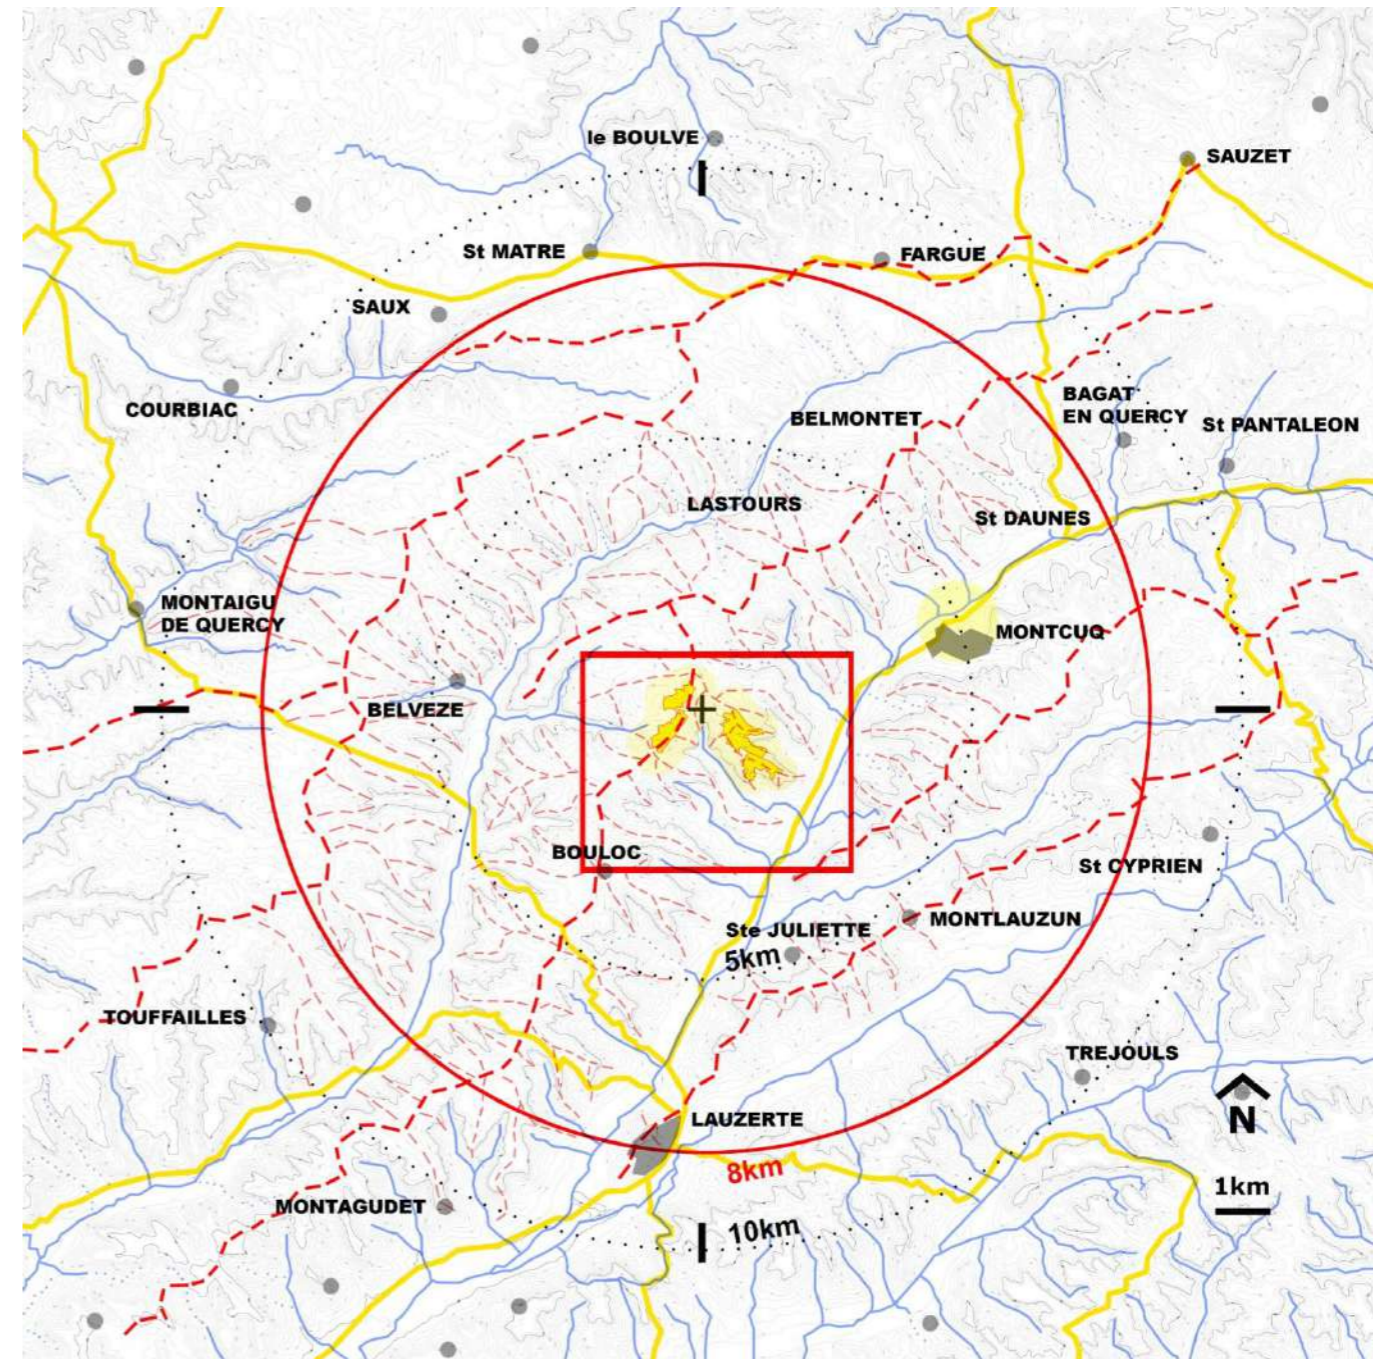 le BOULVE
SAUZET
St MATRE
FARGUE
SAUX
COURBIAC
BELMONTET
BAGAT
EN QUERCY
St PANTALEON
LASTOURS
St DAUNES
MONTAIGU
DE QUERCY
MONTCUQ
BELVEZE
BOULOC
St CYPRIEN
MONTLAUZUN
Ste JULIETTE
5km
TOUFFAILLES
TREJOULS
N
LAUZERTE
8km
1km
MONTAGUDET
10km